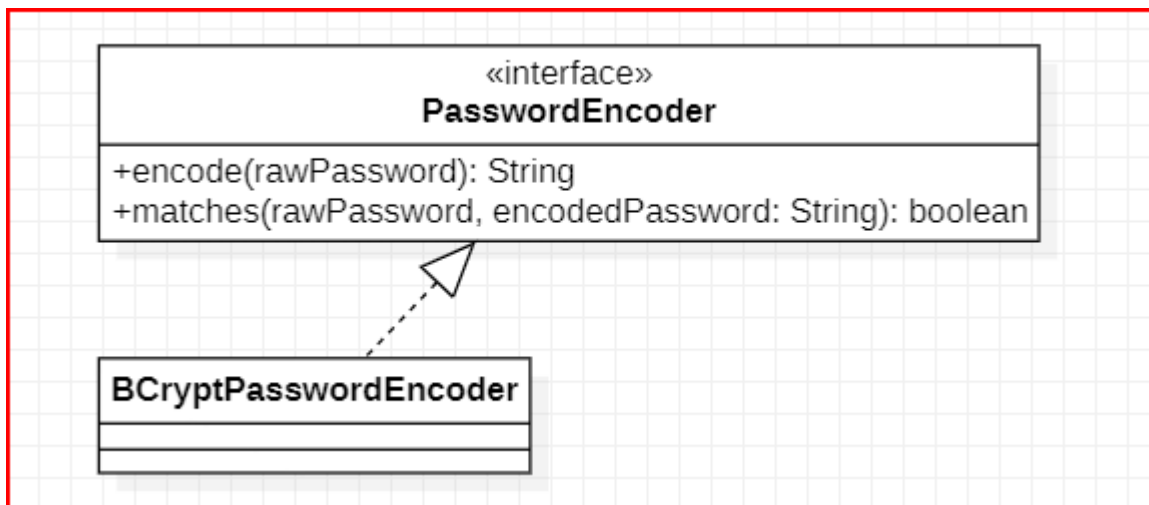 «interface»
PasswordEncoder
+encode(rawPassword): String
+matches(rawPassword, encodedPassword: String): boolean
BCryptPasswordEncoder